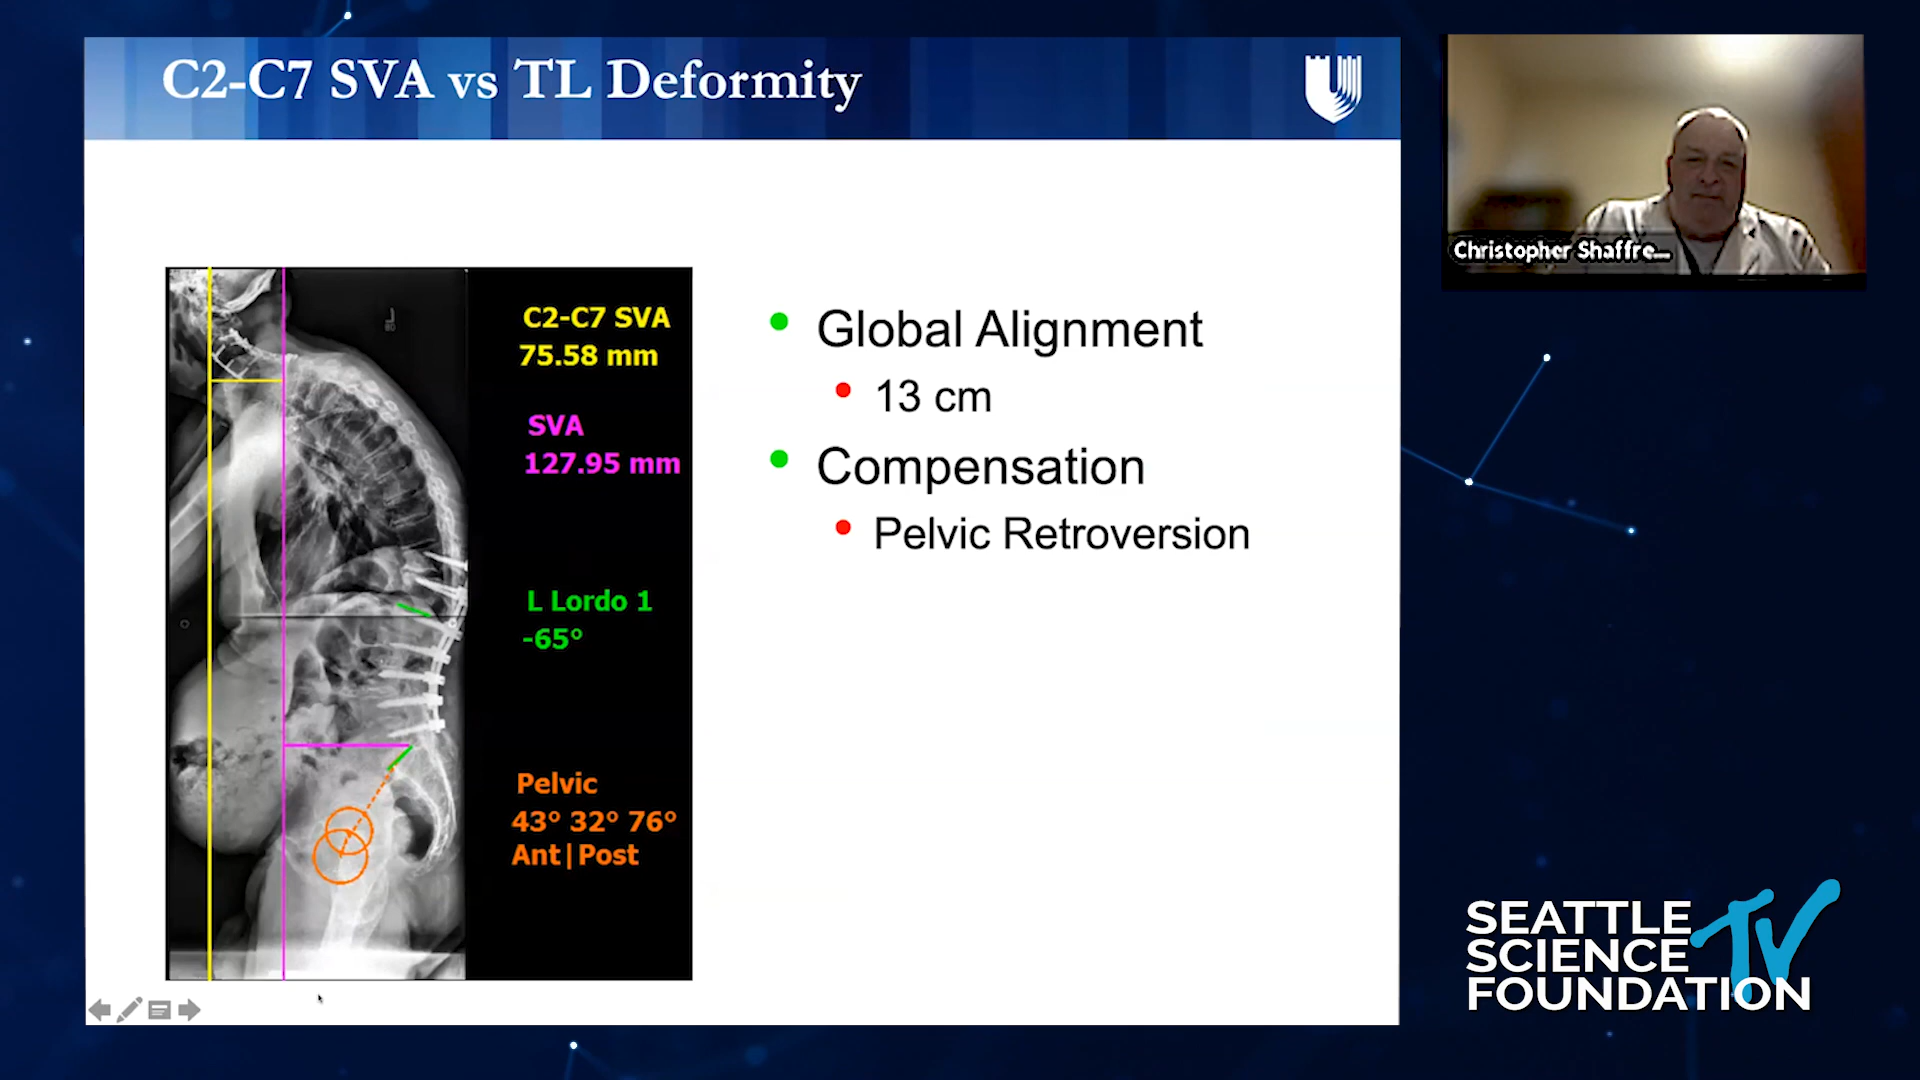 C2-C7 SVA vs TL Deformity
C2-C7 SVA
75.58 mm
SVA
127.95 mm
L Lordo 1
-65°
Pelvic
43° 32° 76°
Ant|Post
Global Alignment
13 cm
Compensation
Pelvic Retroversion
Christopher Shaffre...
SEATTLE
SCIENCE
FOUNDATION
TV